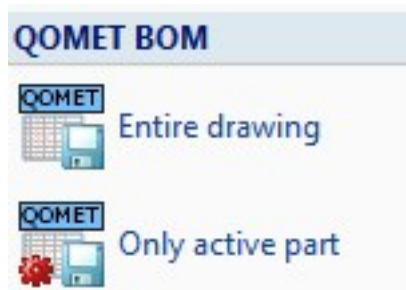 QOMET BOM
QOMET
Entire drawing
QOMET
Only active part